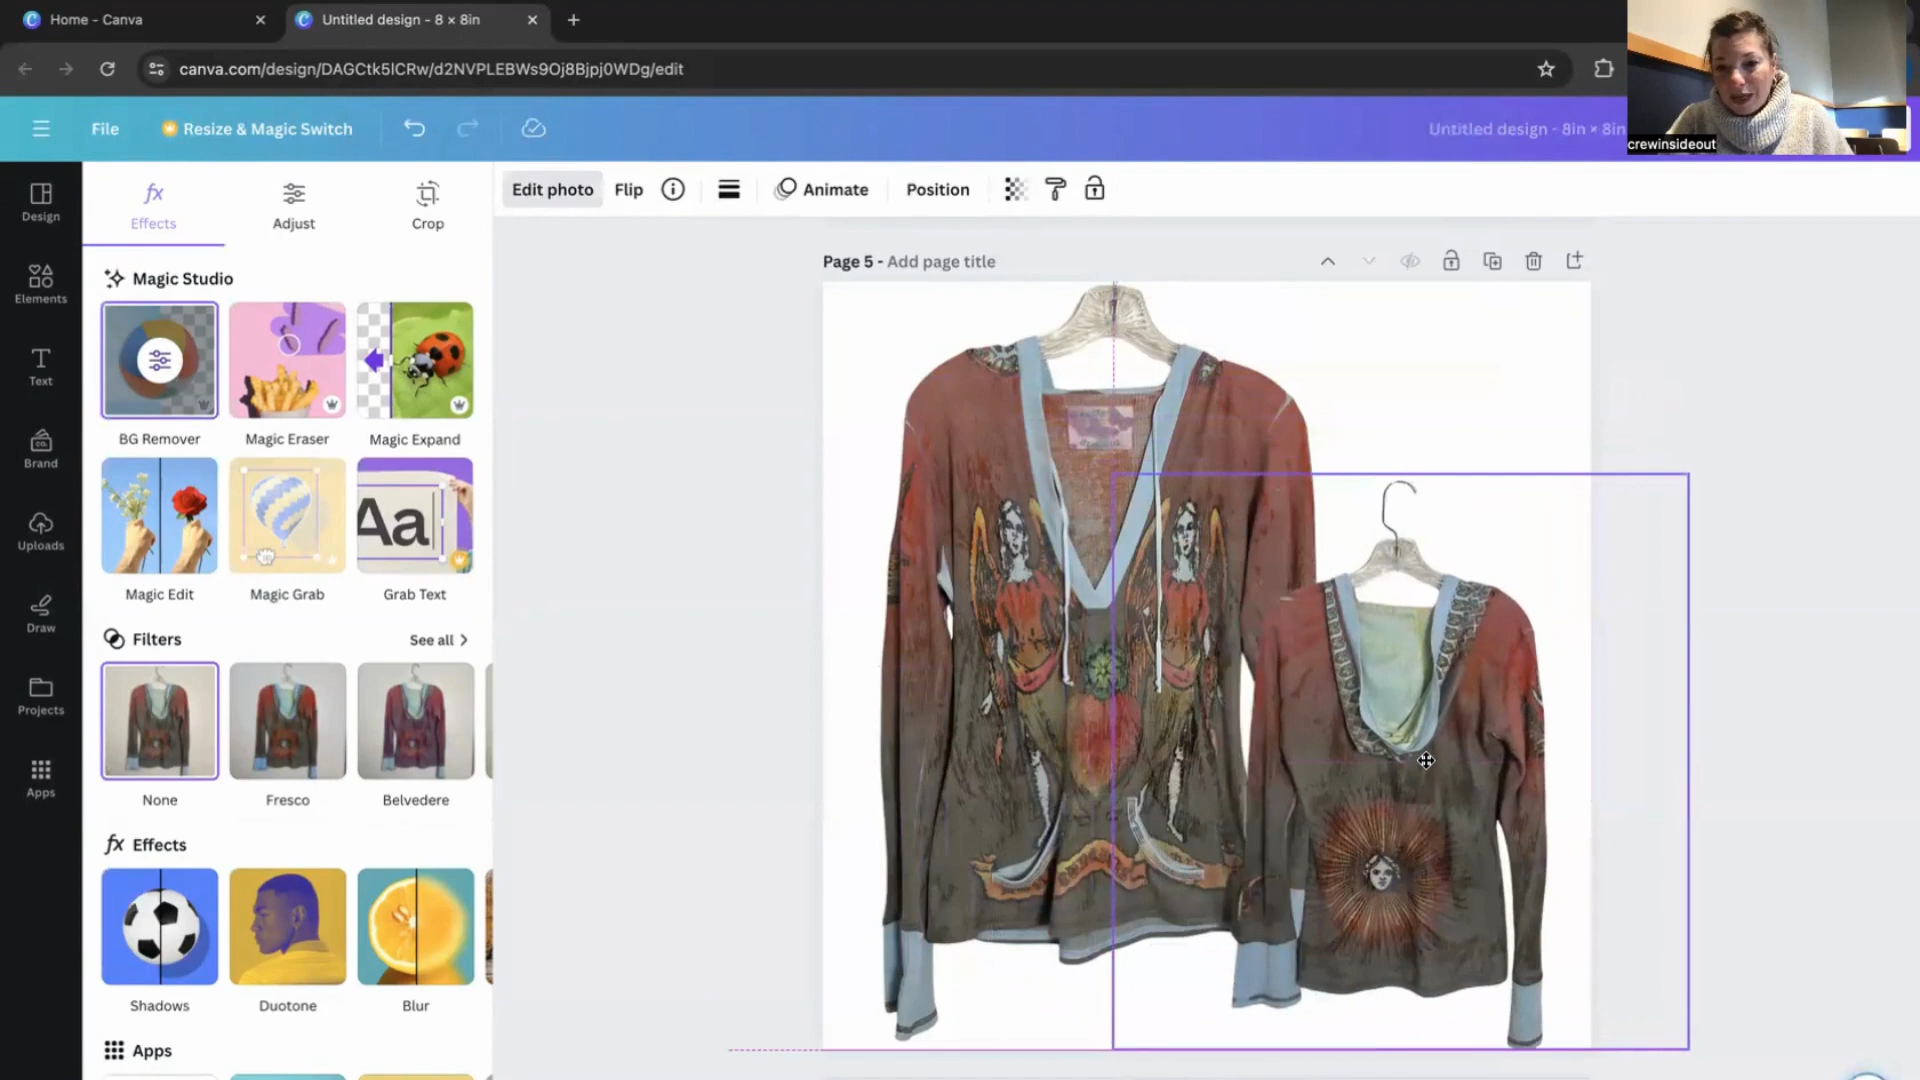 Home - Canva
Untitled design - 8 × 8in
canva.com/design/DAGCtk5lCRw/d2NVPLEBWs9Oj8Bjpj0WDg/edit
File
Resize & Magic Switch
Untitled design - 8in × 8in
crewinsideout
Design
Elements
Text
Brand
Uploads
Draw
Projects
Apps
Effects
Adjust
Crop
Edit photo
Flip
Animate
Position
Magic Studio
BG Remover
Magic Eraser
Magic Expand
Aa
Magic Edit
Magic Grab
Grab Text
Filters
See all
None
Fresco
Belvedere
fx Effects
Shadows
Duotone
Blur
Apps
Page 5 - Add page title